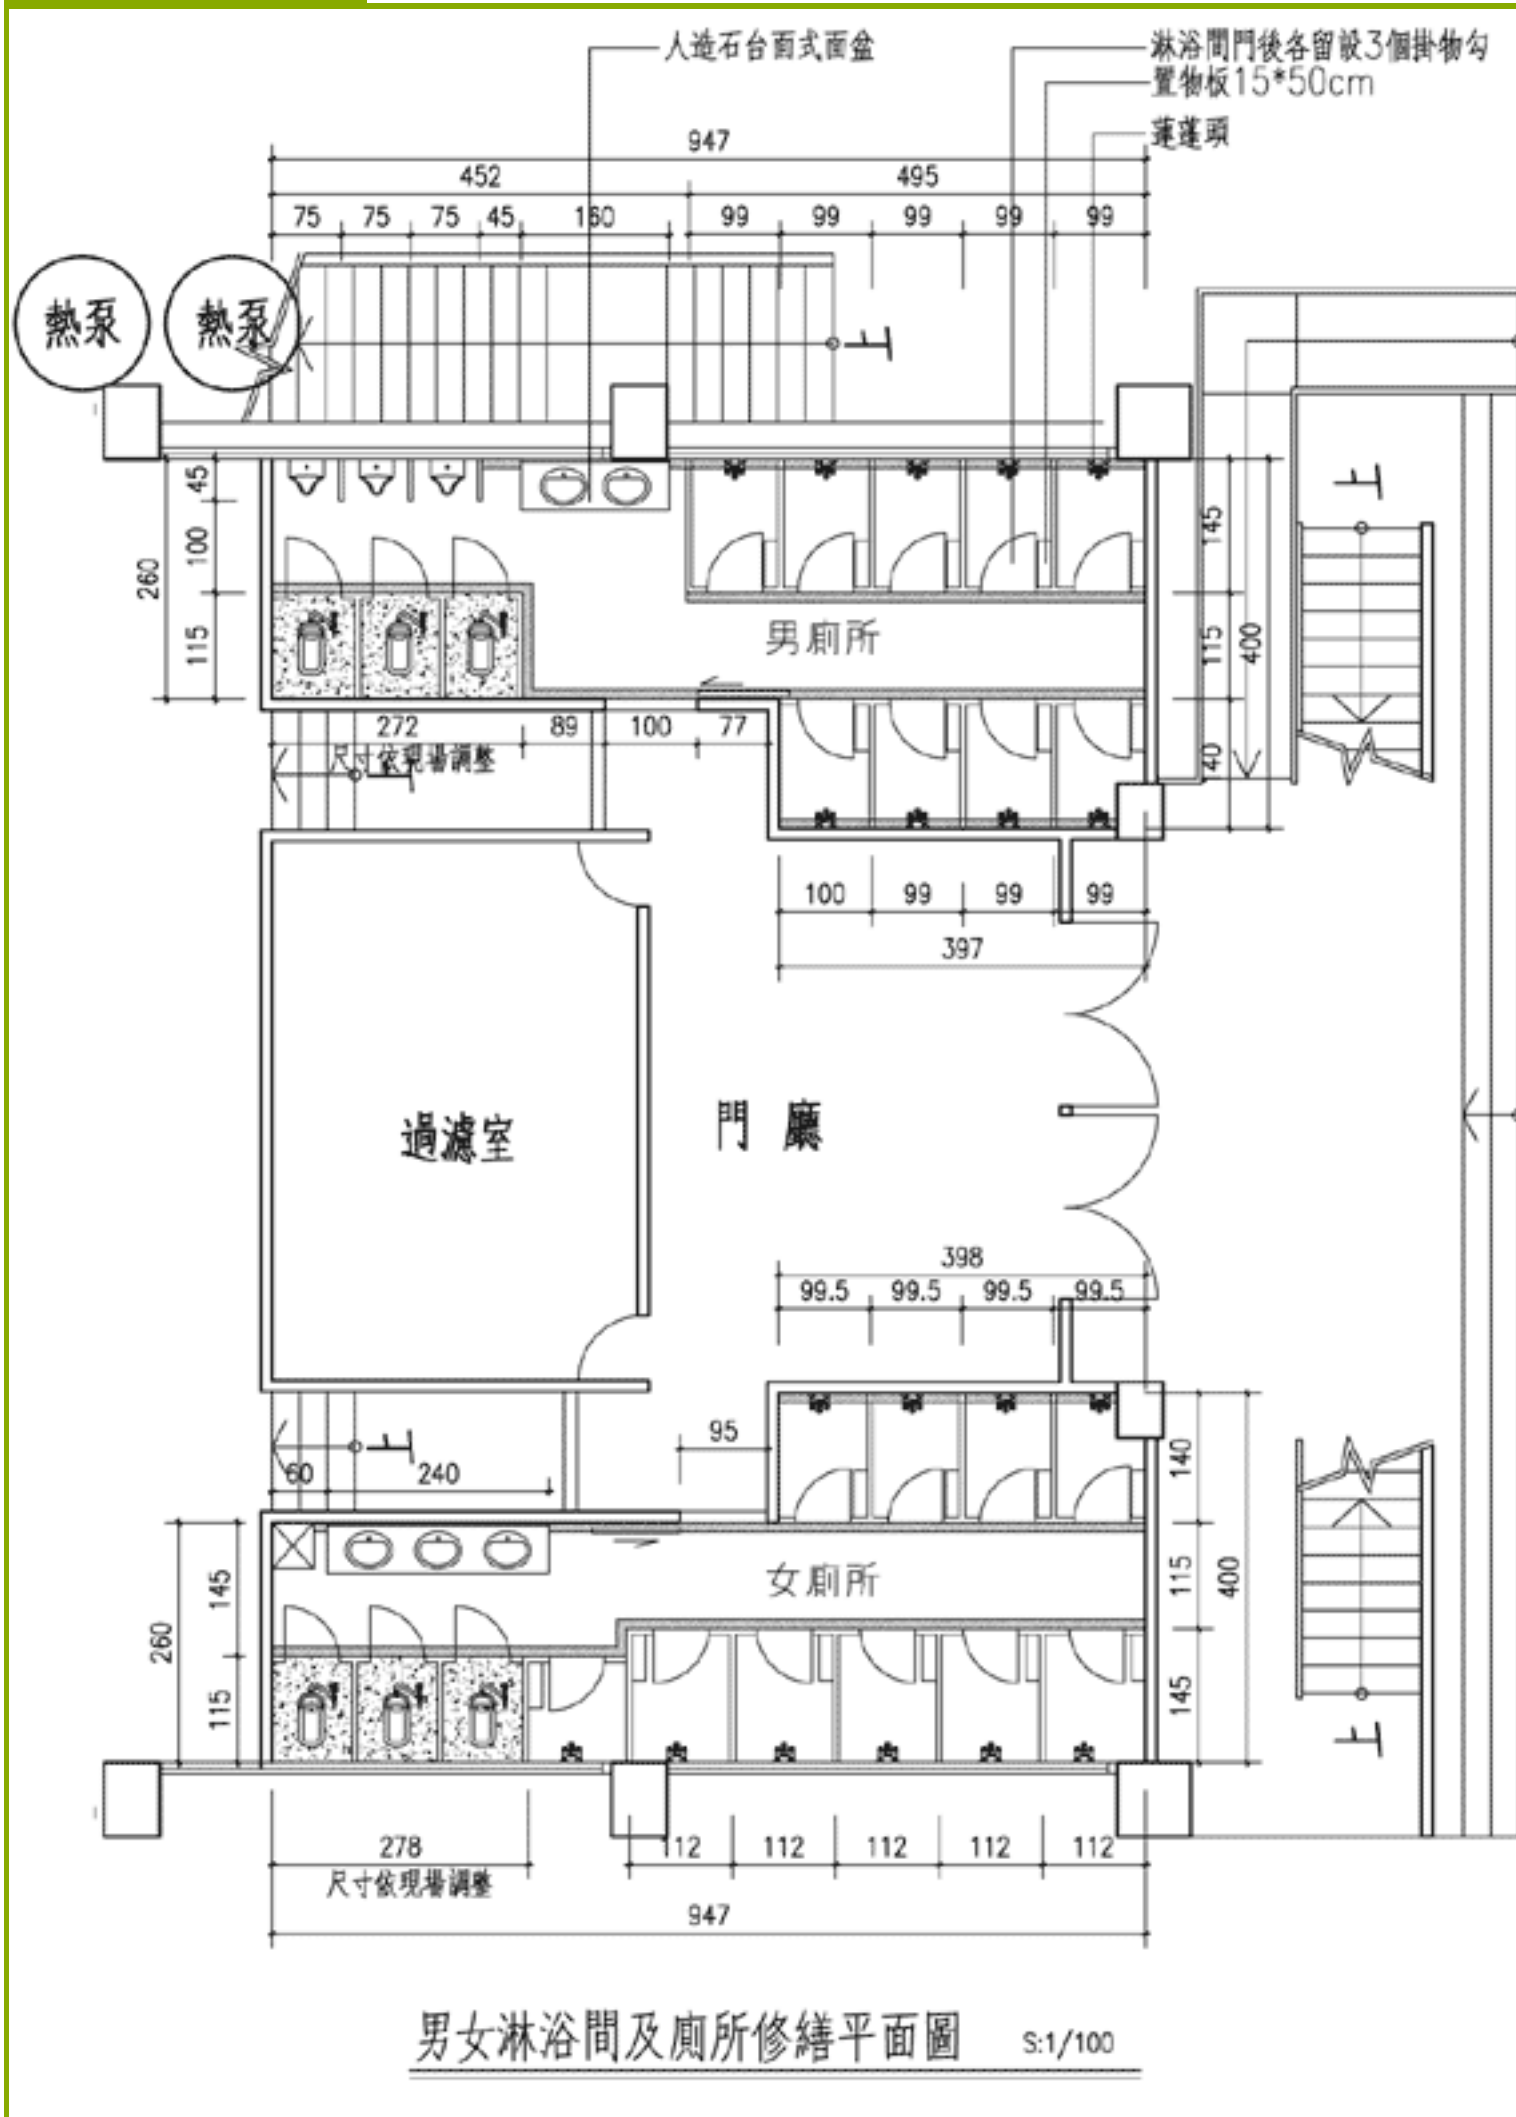 人造石台面式面盆
淋浴間門後各留設3個掛物勾
置物板15*50cm
蓮蓬頭
947
452 495
75 75 75 45 160 99 99 99 99 99
熱泵 熱泵
上
上
45
100
260
115
145
115
400
140
男廁所
272 89 100 77
尺寸依現場調整
上
100 99 99 99
397
過濾室
門廳
398
99.5 99.5 99.5 99.5
上
95
60 240
140
115
400
145
145
260
115
女廁所
上
278
尺寸依現場調整
112 112 112 112 112
947
男女淋浴間及廁所修繕平面圖 S:1/100